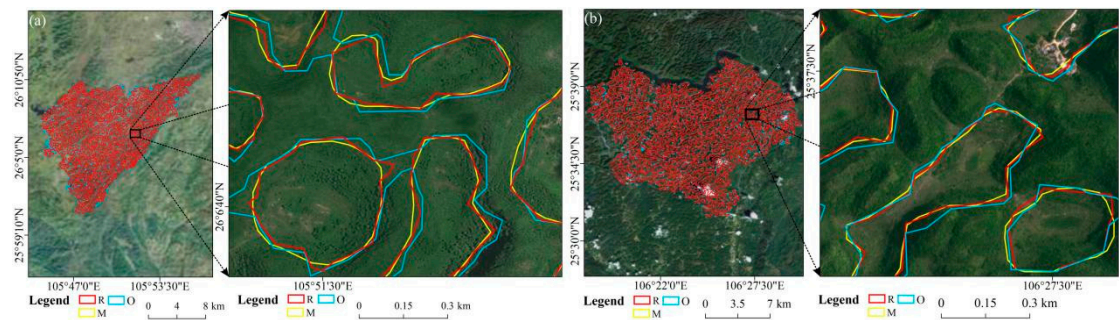 (a)
26°10'50"N
26°5'0"N
25°59'10"N
105°47'0"E
105°53'30"E
26°6'40"N
105°51'30"E
Legend
R
O
M
0 4 8 km
0 0.15 0.3 km
(b)
25°39'0"N
25°34'30"N
25°30'0"N
106°22'0"E
106°27'30"E
25°37'30"N
106°27'30"E
Legend
R
O
M
0 3.5 7 km
0 0.15 0.3 km